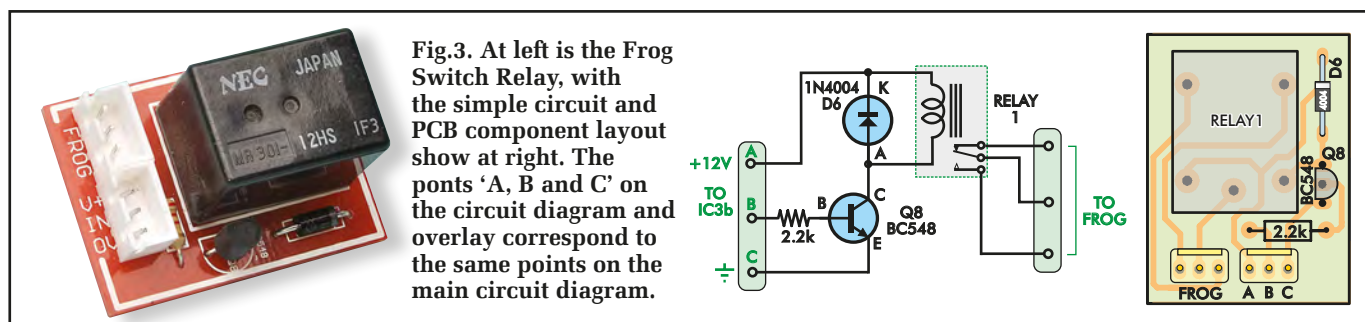 FROG
V+
IN
0V
NEC
JAPAN
MR301-
12HS IF3
Fig.3. At left is the Frog
Switch Relay, with
the simple circuit and
PCB component layout
show at right. The
ponts ‘A, B and C’ on
the circuit diagram and
overlay correspond to
the same points on the
main circuit diagram.
1N4004
D6
K
A
RELAY
1
A
+12V
TO
IC3b
B
C
2.2k
B
C
E
Q8
BC548
TO
FROG
RELAY1
4004
D6
Q8
BC548
2.2k
FROG
A B C